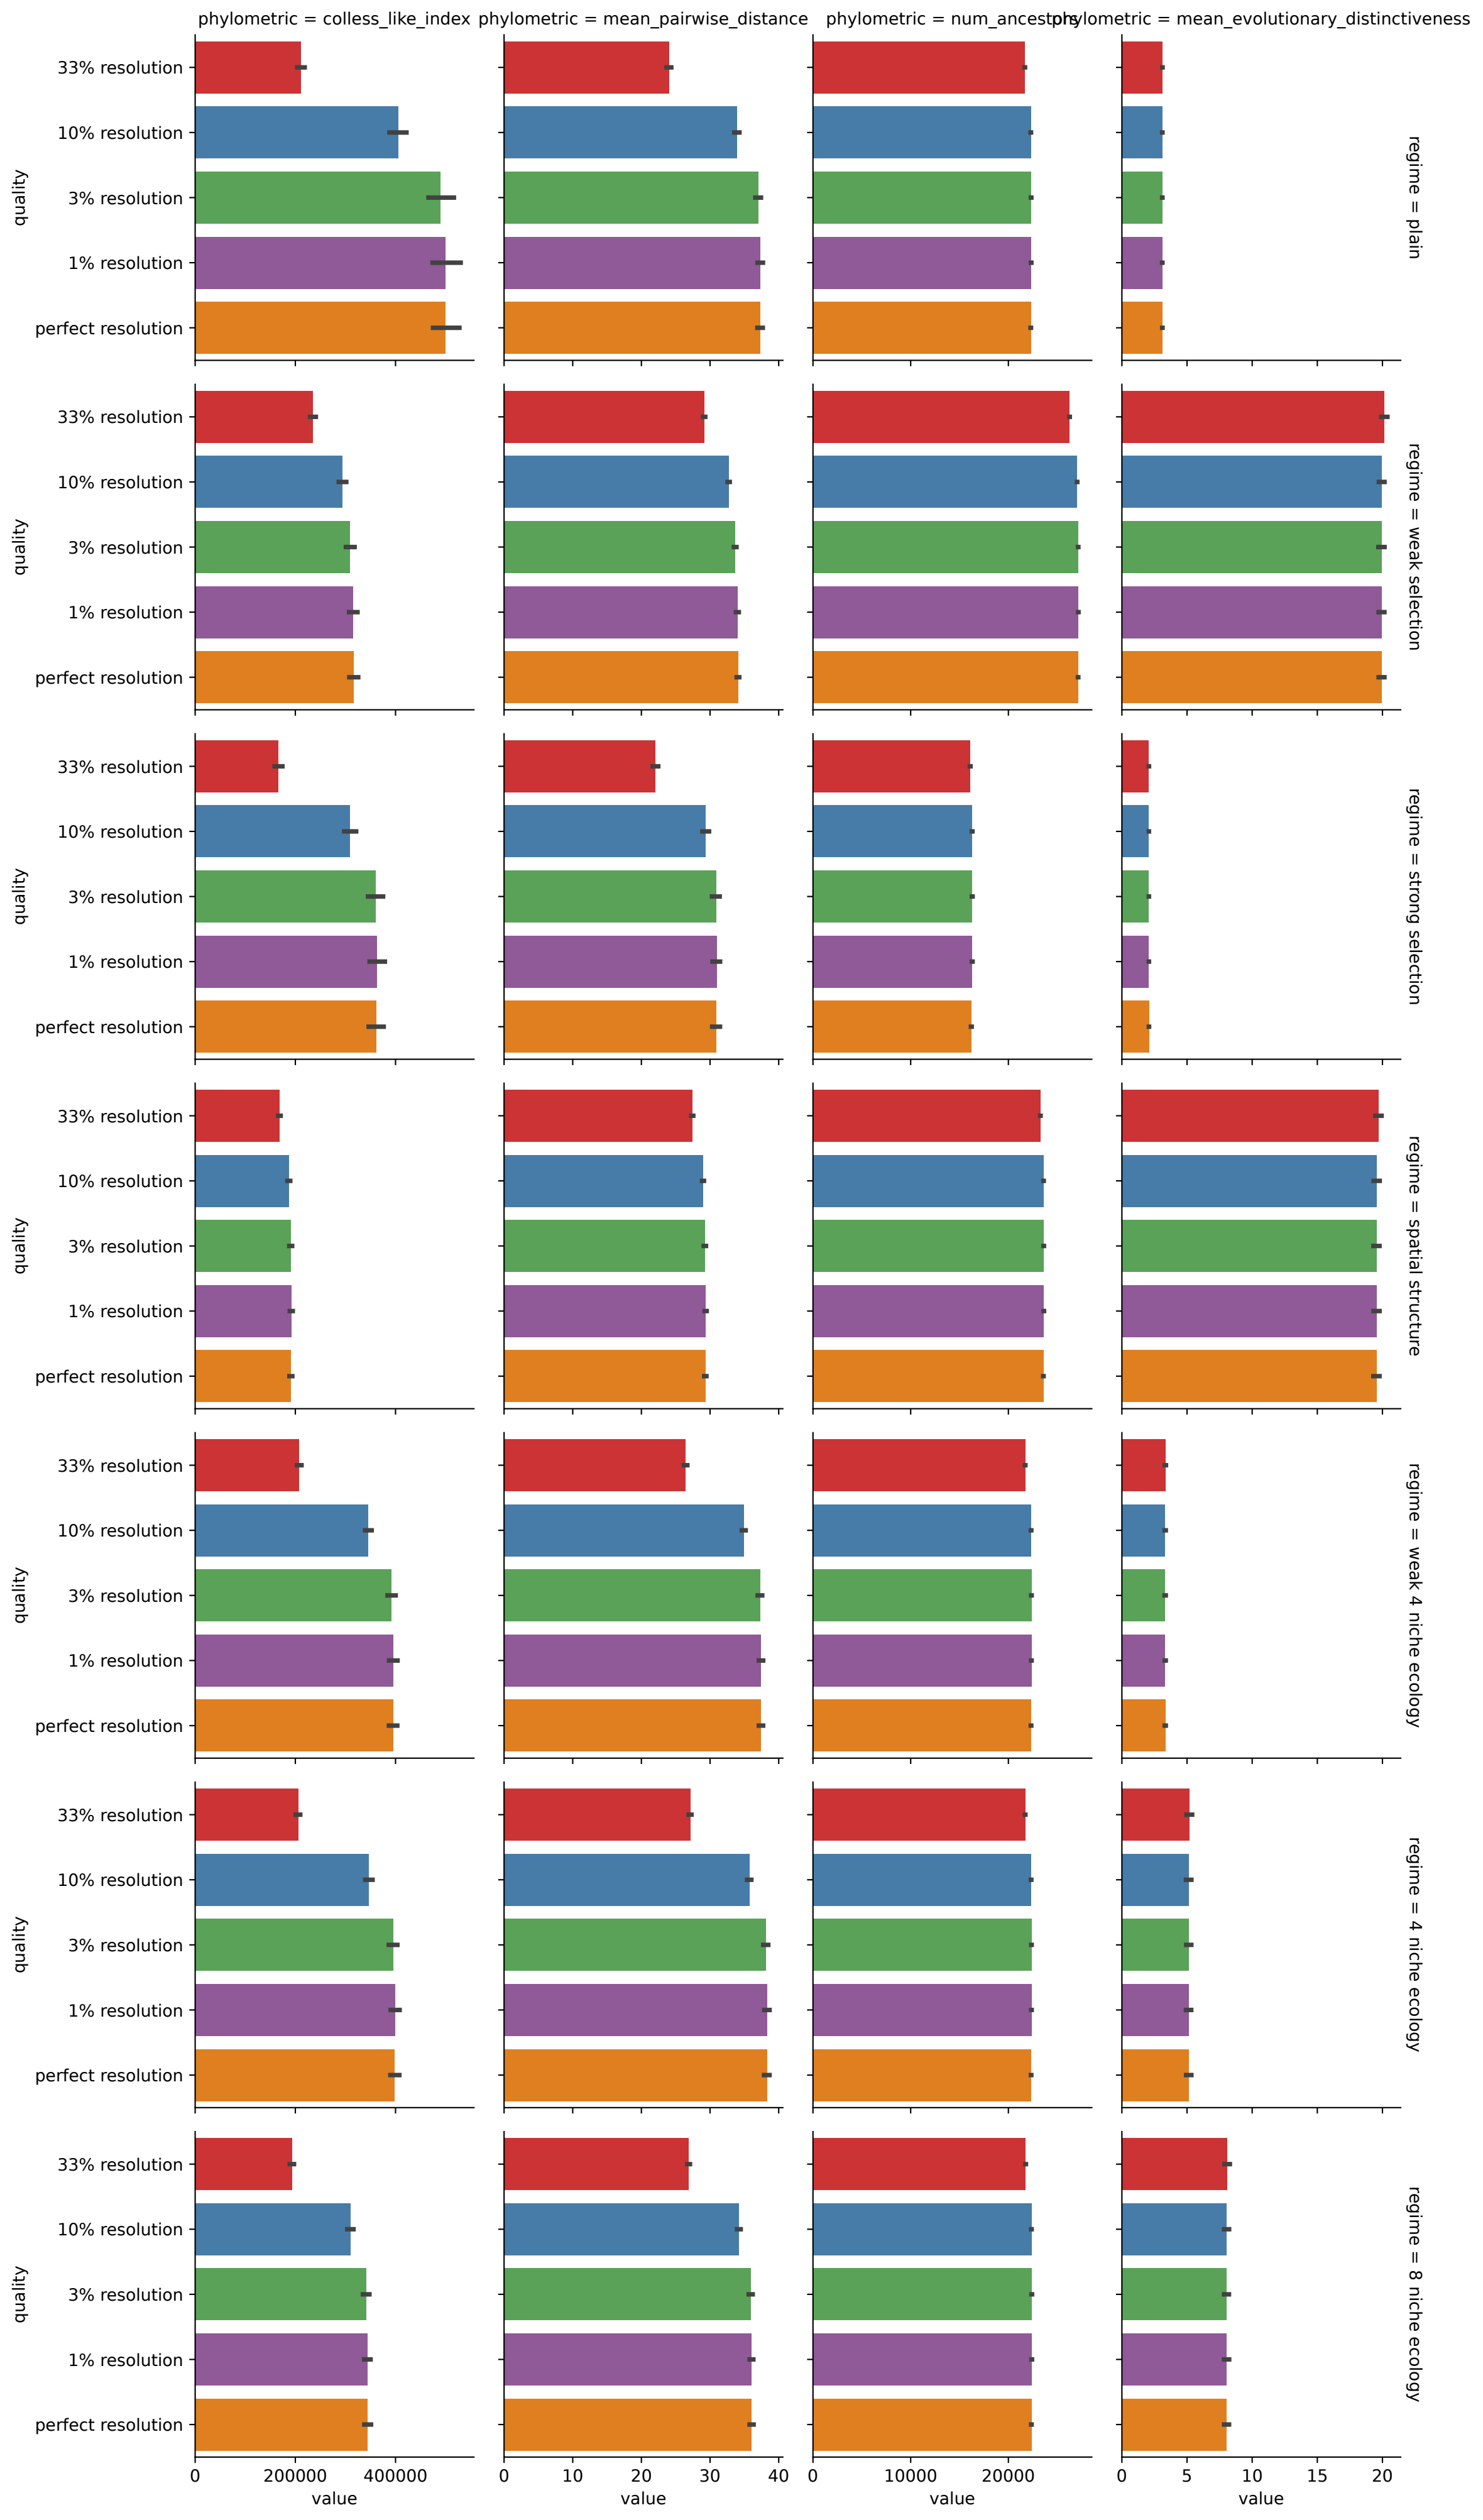 phylometric = colless_like_index
phylometric = mean_pairwise_distance
phylometric = num_ancestors
phylometric = mean_evolutionary_distinctiveness
quality
33% resolution
10% resolution
3% resolution
1% resolution
perfect resolution
regime = plain
quality
33% resolution
10% resolution
3% resolution
1% resolution
perfect resolution
regime = weak selection
quality
33% resolution
10% resolution
3% resolution
1% resolution
perfect resolution
regime = strong selection
quality
33% resolution
10% resolution
3% resolution
1% resolution
perfect resolution
regime = spatial structure
quality
33% resolution
10% resolution
3% resolution
1% resolution
perfect resolution
regime = weak 4 niche ecology
quality
33% resolution
10% resolution
3% resolution
1% resolution
perfect resolution
regime = 4 niche ecology
quality
33% resolution
10% resolution
3% resolution
1% resolution
perfect resolution
regime = 8 niche ecology
0 200000 400000
value
0 10 20 30 40
value
0 10000 20000
value
0 5 10 15 20
value